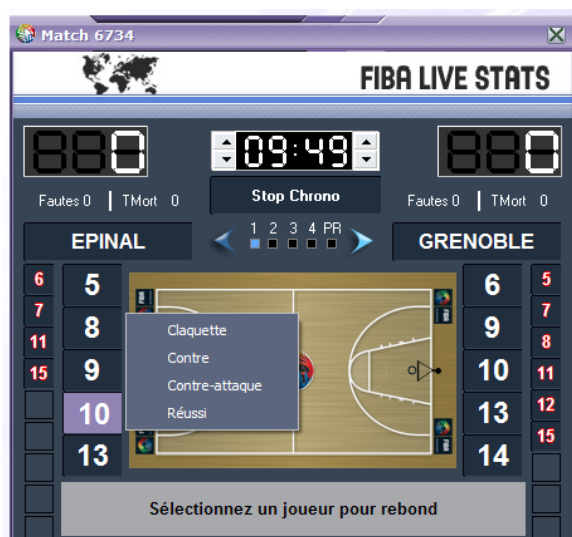 Match 6734
FIBA LIVE STATS
0
09:49
0
Fautes 0 TMort 0
Stop Chrono
Fautes 0 TMort 0
EPINAL
1 2 3 4 PR
GRENOBLE
6
7
11
15
5
8
9
10
13
Claquette
Contre
Contre-attaque
Réussi
6
9
10
13
14
5
7
8
11
12
15
Sélectionnez un joueur pour rebond